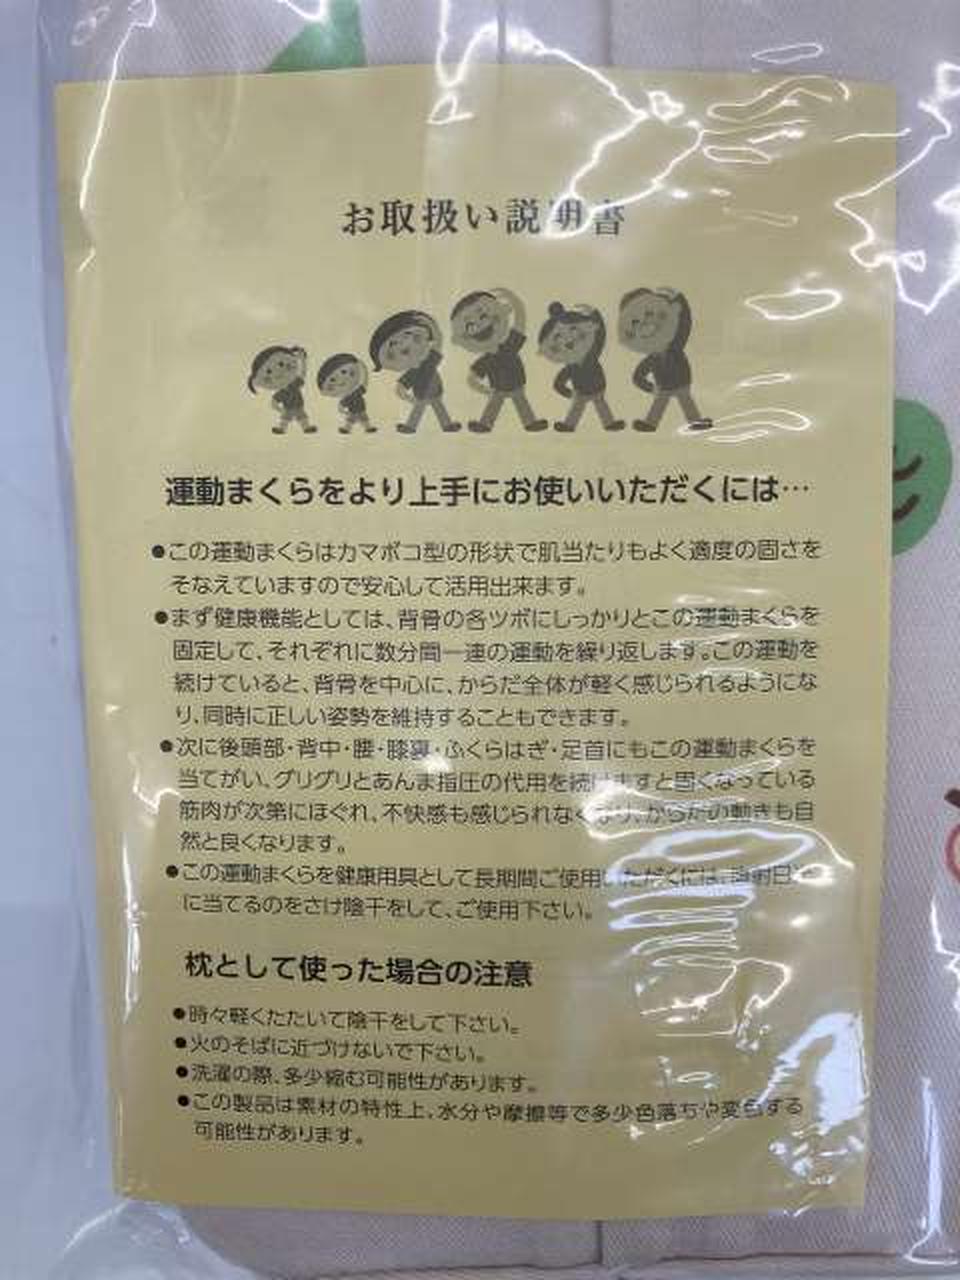 お取扱い説明書
運動まくらをより上手にお使いいただくには…
●この運動まくらはカマボコ型の形状で肌当たりもよく適度の固さを
そなえていますので安心して活用出来ます。
●まず健康機能としては、背骨の各ツボにしっかりとこの運動まくらを
固定して、それぞれに数分間一連の運動を繰り返します。この運動を
続けていると、背骨を中心に、からだ全体が軽く感じられるようにな
り、同時に正しい姿勢を維持することもできます。
●次に後頭部・背中・腰・膝裏・ふくらはぎ・足首にもこの運動まくらを
当てがい、グリグリとあんま指圧の代用を続けますと固くなっている
筋肉が次第にほぐれ、不快感も感じられなくなり、からだの動きも自
然と良くなります。
●この運動まくらを健康用具として長期間ご使用いただくには、直射日光
に当てるのをさけ陰干をして、ご使用下さい。
枕として使った場合の注意
●時々軽くたたいて陰干をして下さい。
●火のそばに近づけないで下さい。
●洗濯の際、多少縮む可能性があります。
●この製品は素材の特性上、水分や摩擦等で多少色落ちや変色する
可能性があります。